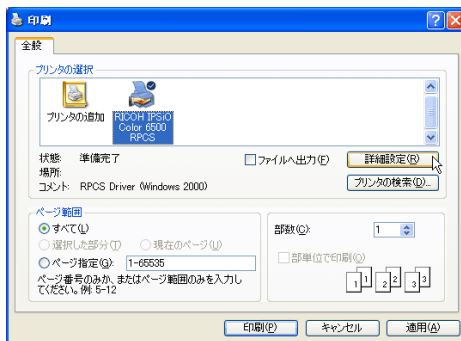 印刷
全般
プリンタの選択
プリンタの追加
RICOH IPSiO
Color 6500
RPCS
状態: 準備完了
場所:
コメント: RPCS Driver (Windows 2000)
ファイルへ出力(F)
詳細設定(R)
プリンタの検索(D)...
ページ範囲
すべて(L)
選択した部分(T) 現在のページ(U)
ページ指定(G): 1-65535
ページ番号のみか、またはページ範囲のみを入力し
てください。例: 5-12
部数(C): 1
部単位で印刷(O)
1 1 2 2 3 3
印刷(P) キャンセル 適用(A)